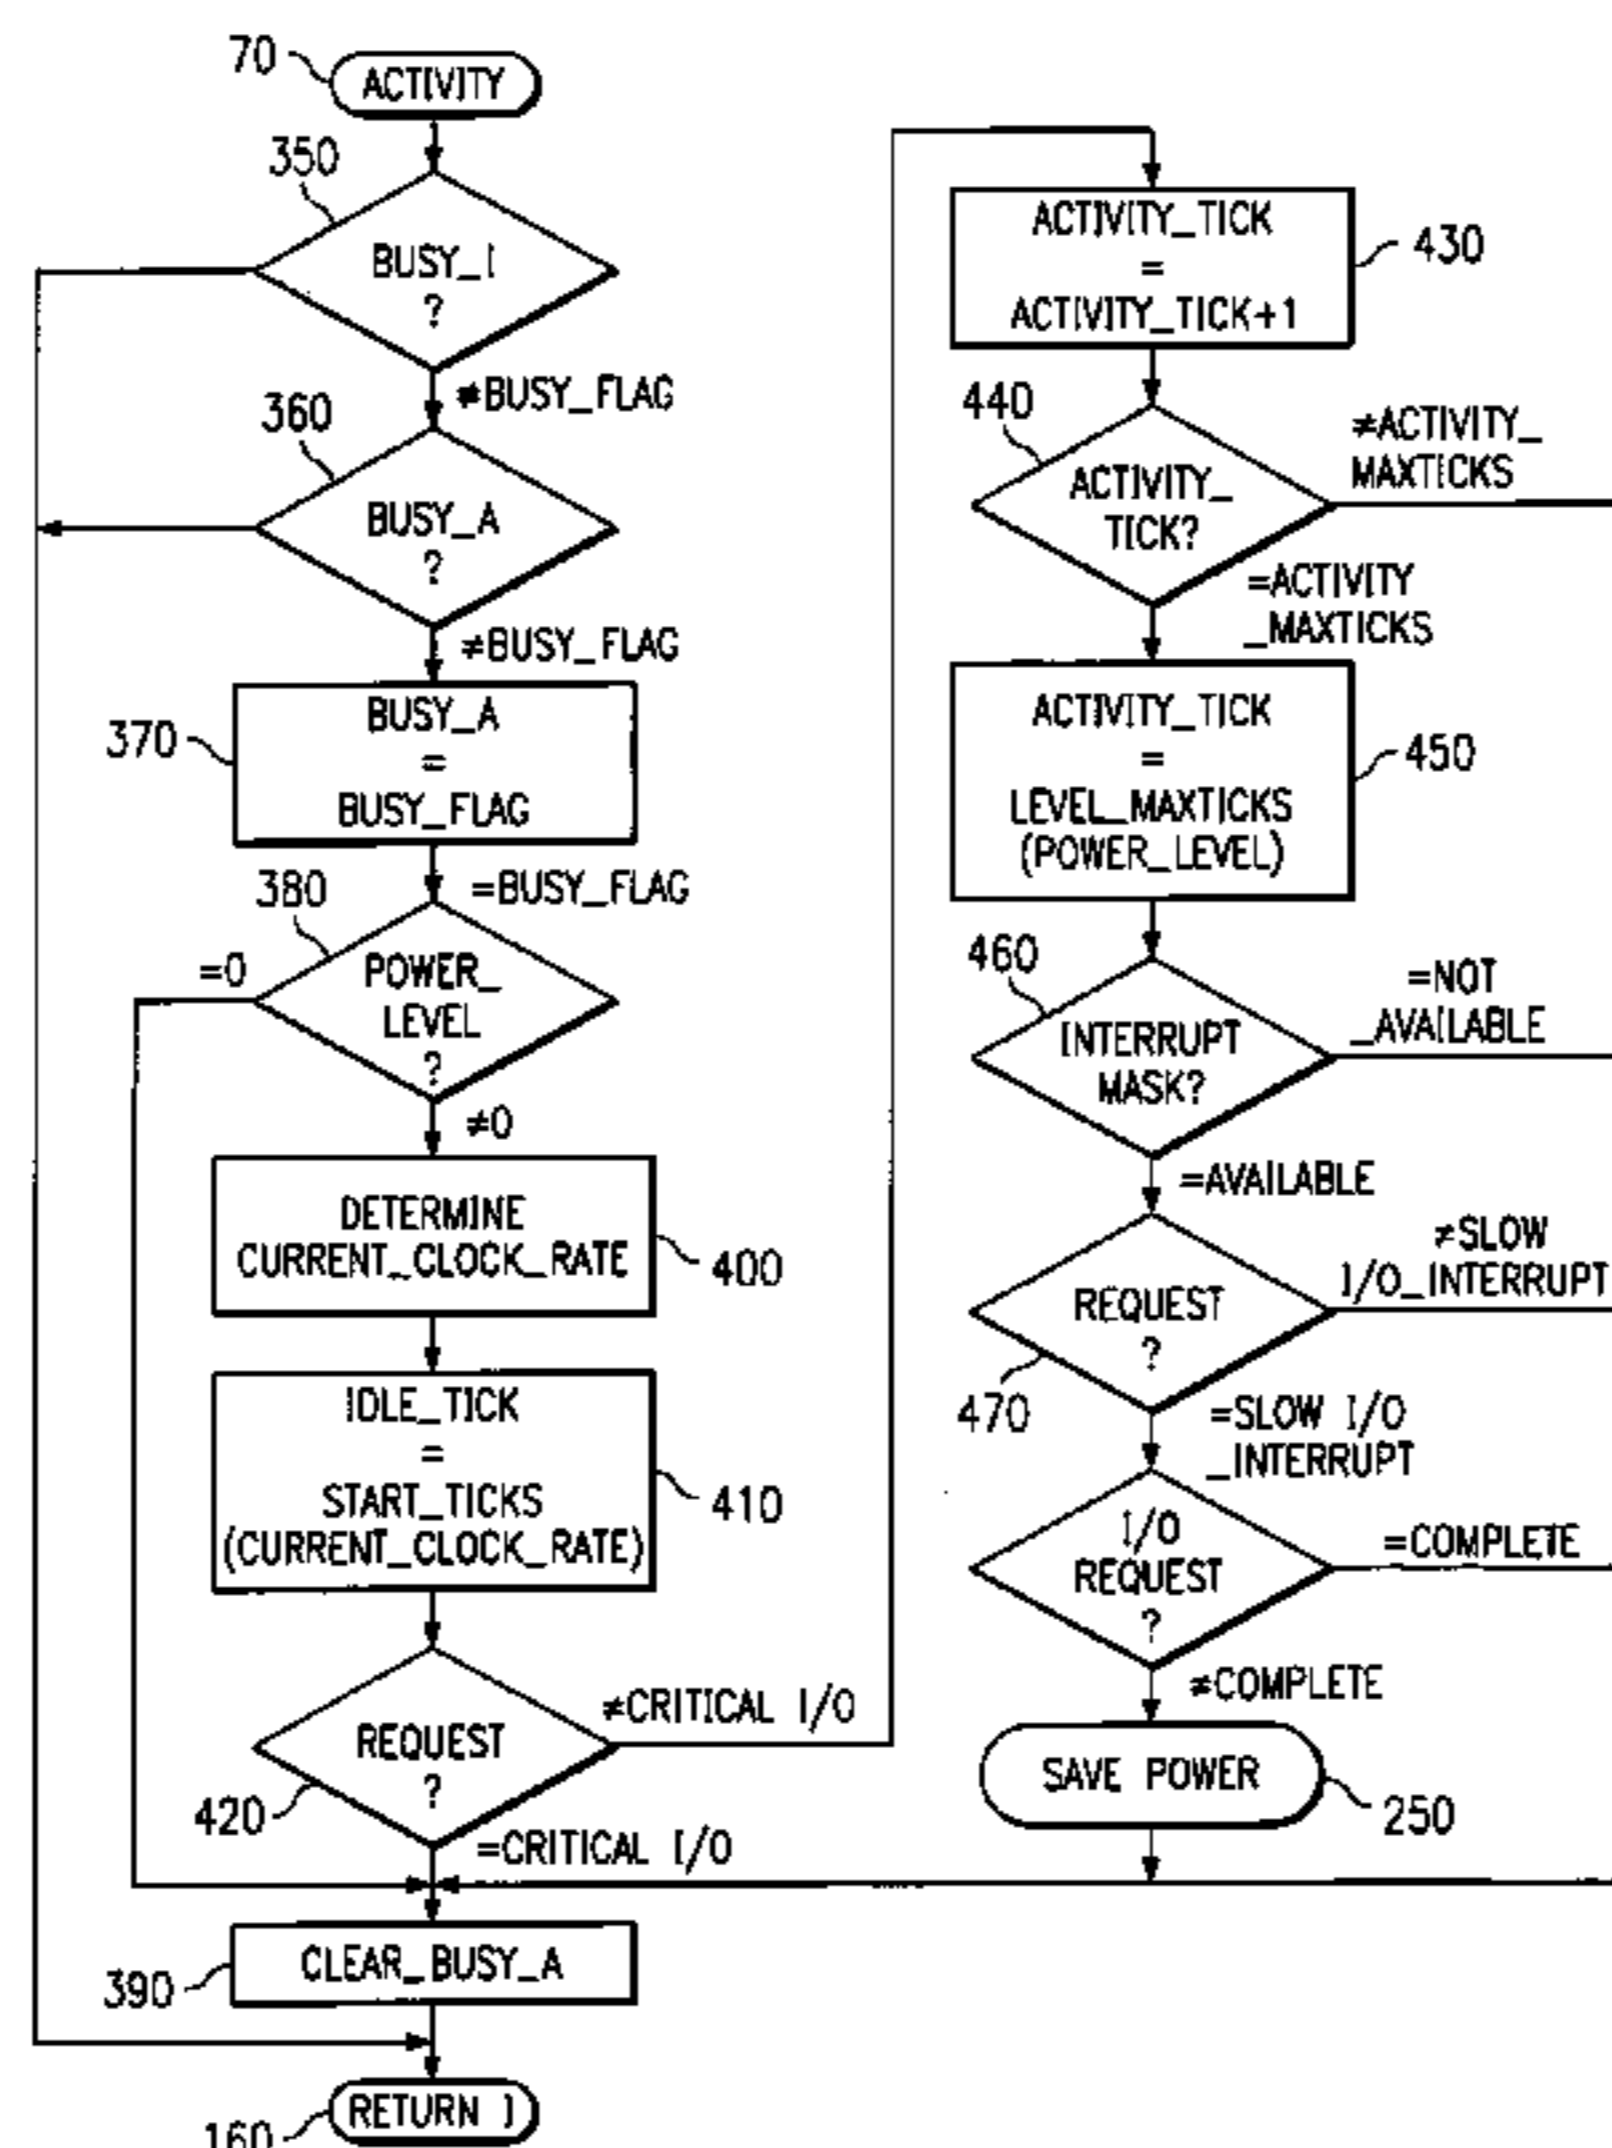 70
ACTIVITY
350
BUSY_I
?
≠BUSY_FLAG
360
BUSY_A
?
≠BUSY_FLAG
370
BUSY_A
=
BUSY_FLAG
380
=BUSY_FLAG
=0
POWER_
LEVEL
?
≠0
DETERMINE
CURRENT_CLOCK_RATE
400
IDLE_TICK
=
START_TICKS
(CURRENT_CLOCK_RATE)
410
REQUEST
?
420
≠CRITICAL I/O
=CRITICAL I/O
CLEAR_BUSY_A
390
RETURN I
160
ACTIVITY_TICK
=
ACTIVITY_TICK+1
430
440
ACTIVITY_
TICK?
≠ACTIVITY_
MAXTICKS
=ACTIVITY
_MAXTICKS
ACTIVITY_TICK
=
LEVEL_MAXTICKS
(POWER_LEVEL)
450
460
INTERRUPT
MASK?
=NOT
_AVAILABLE
=AVAILABLE
REQUEST
?
470
≠SLOW
I/O_INTERRUPT
=SLOW I/O
_INTERRUPT
I/O
REQUEST
?
=COMPLETE
≠COMPLETE
SAVE POWER
250